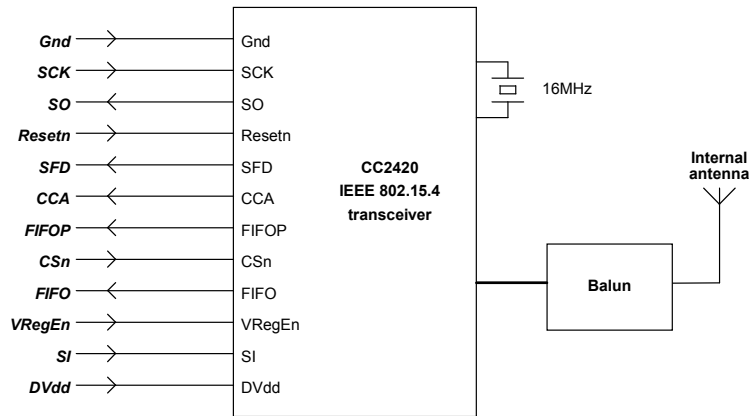 Gnd Gnd
SCK SCK
SO SO
Resetn Resetn
SFD SFD
CCA CCA
FIFOP FIFOP
CSn CSn
FIFO FIFO
VRegEn VRegEn
SI SI
DVdd DVdd
CC2420
IEEE 802.15.4
transceiver
16MHz
Balun
Internal
antenna